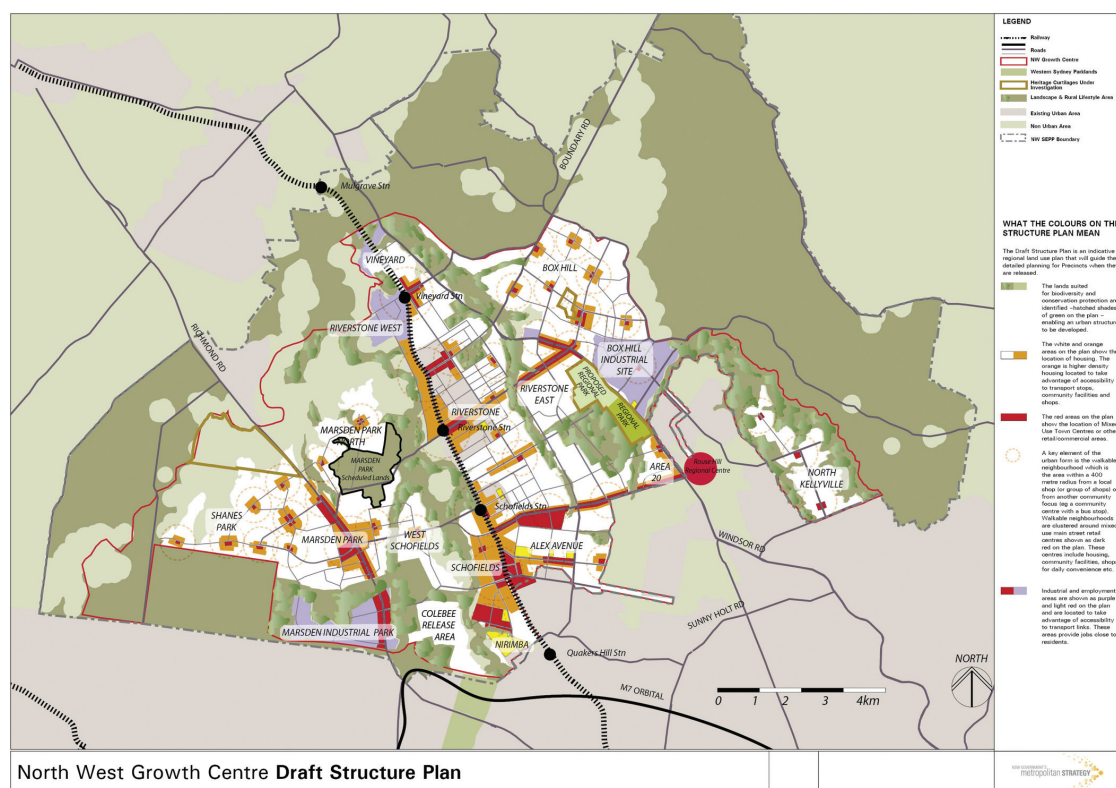 LEGEND
Railway
Roads
NW Growth Centre
Western Sydney Parklands
Heritage Curtilages Under
Investigation
Landscape & Rural Lifestyle Area
Existing Urban Area
Non Urban Area
NW SEPP Boundary
WHAT THE COLOURS ON THE
STRUCTURE PLAN MEAN
The Draft Structure Plan is an indicative
regional land use plan that will guide the
detailed planning for Precincts when the
are released.
The lands suited
for biodiversity and
conservation protection an
identified –hatched shades
of green on the plan –
enabling an urban structure
to be developed.
The white and orange
areas on the plan show the
location of housing. The
orange is higher density
housing located to take
advantage of accessibility
to transport stops,
community facilities and
shops.
The red areas on the plan
show the location of Mixed
Use Town Centres or other
retail/commercial areas.
A key element of the
urban form is the walkable
neighbourhood which is
the area within a 400
metre radius from a local
shop (or group of shops) o
from another community
focus (eg a community
centre with a bus stop).
Walkable neighbourhoods
are clustered around mixed
use main street retail
centres shown as dark
red on the plan. These
centres include housing,
community facilities, shops
for daily convenience etc.
Industrial and employment
areas are shown as purple
and light red on the plan
and are located to take
advantage of accessibility
to transport links. These
areas provide jobs close to
residents.
BOUNDARY RD
Mulgrave Stn
VINEYARD
BOX HILL
Vineyard Stn
RIVERSTONE WEST
RICHMOND RD
BOX HILL
INDUSTRIAL
SITE
PROPOSED
REGIONAL
PARK
RIVERSTONE
EAST
REGIONAL
PARK
RIVERSTONE
Riverstone Stn
MARSDEN PARK
NORTH
MARSDEN
PARK
Scheduled Lands
AREA
20
Rouse Hill
Regional Centre
NORTH
KELLYVILLE
Schofields Stn
SHANES
PARK
MARSDEN PARK
WEST
SCHOFIELDS
ALEX AVENUE
WINDSOR RD
SCHOFIELDS
COLEBEE
RELEASE
AREA
MARSDEN INDUSTRIAL PARK
NIRIMBA
SUNNY HOLT RD
Quakers Hill Stn
M7 ORBITAL
NORTH
0 1 2 3 4km
North West Growth Centre Draft Structure Plan
NSW GOVERNMENT'S
metropolitan STRATEGY